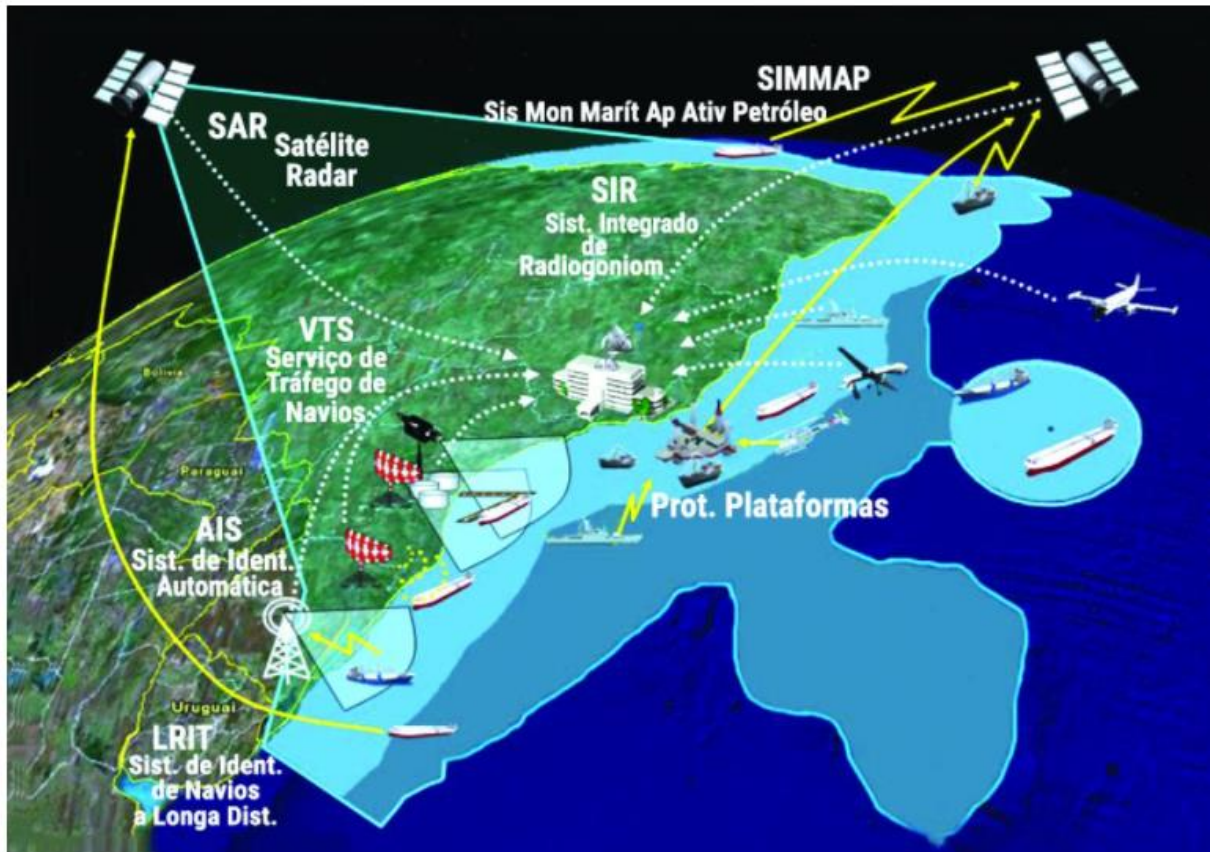 SIMMAP
Sis Mon Marít Ap Ativ Petróleo
SAR
Satélite
Radar
SIR
Sist. Integrado
de
Radiogoniom
VTS
Serviço de
Tráfego de
Navios
Bolívia
Paraguai
Prot. Plataformas
AIS
Sist. de Ident.
Automática
Uruguai
LRIT
Sist. de Ident.
de Navios
a Longa Dist.